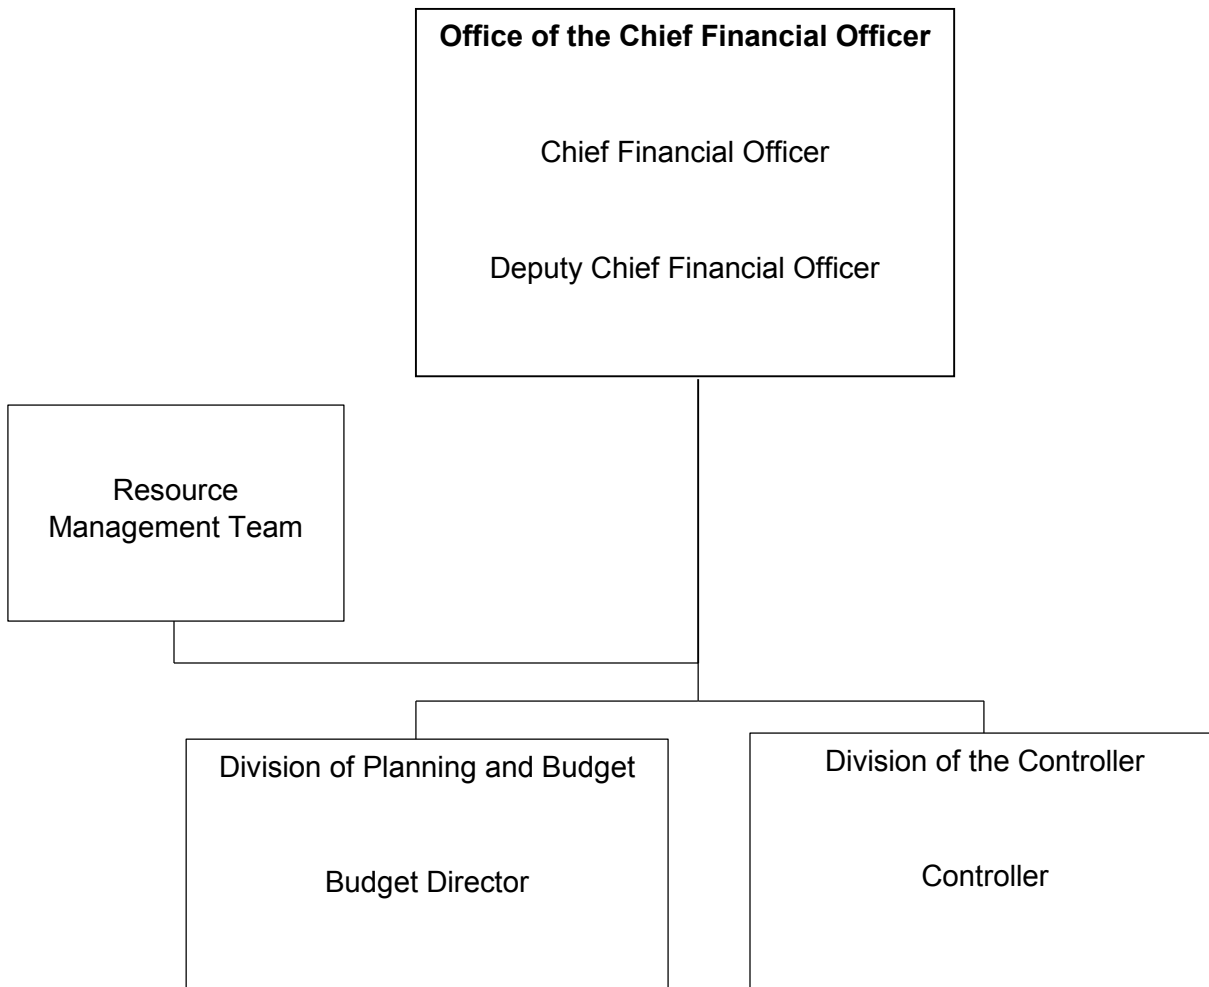 Office of the Chief Financial Officer
Chief Financial Officer
Deputy Chief Financial Officer
Resource
Management Team
Division of Planning and Budget
Budget Director
Division of the Controller
Controller